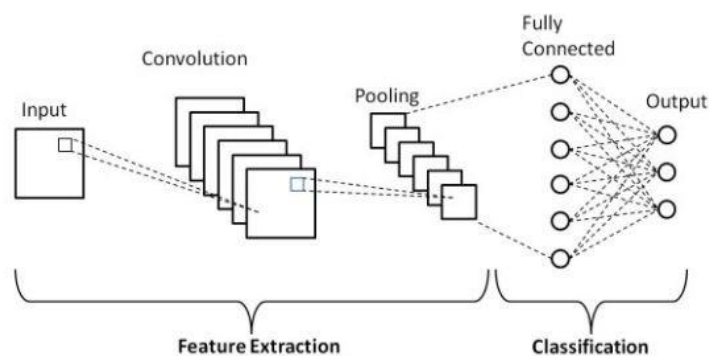 Input
Convolution
Pooling
Fully
Connected
Output
Feature Extraction
Classification